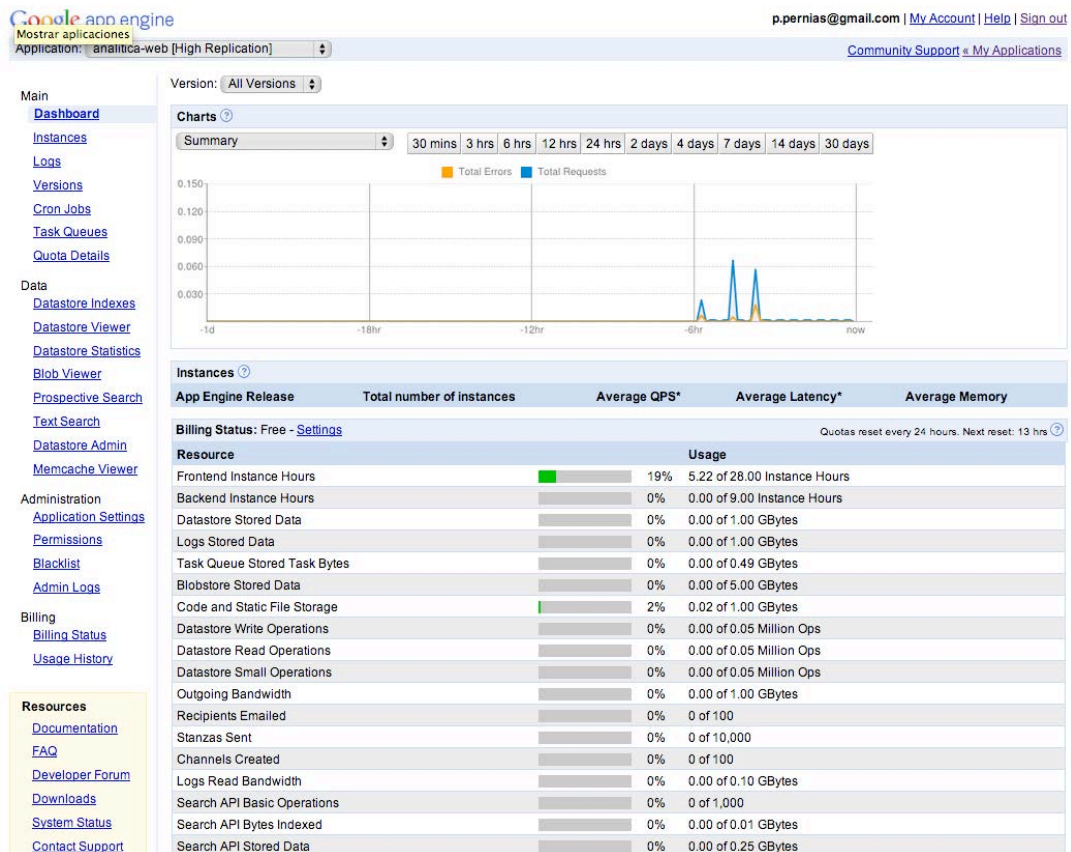 Google app engine
p.pernias@gmail.com | My Account | Help | Sign out
Mostrar aplicaciones
Application: analitica-web [High Replication]
Community Support « My Applications
Main
Dashboard
Instances
Logs
Versions
Cron Jobs
Task Queues
Quota Details
Data
Datastore Indexes
Datastore Viewer
Datastore Statistics
Blob Viewer
Prospective Search
Text Search
Datastore Admin
Memcache Viewer
Administration
Application Settings
Permissions
Blacklist
Admin Logs
Billing
Billing Status
Usage History
Resources
Documentation
FAQ
Developer Forum
Downloads
System Status
Contact Support
Version: All Versions
Charts ?
Summary
30 mins 3 hrs 6 hrs 12 hrs 24 hrs 2 days 4 days 7 days 14 days 30 days
Total Errors Total Requests
0.150
0.120
0.090
0.060
0.030
-1d -18hr -12hr -6hr now
Instances ?
App Engine Release Total number of instances Average QPS* Average Latency* Average Memory
Billing Status: Free - Settings Quotas reset every 24 hours. Next reset: 13 hrs ?
Resource Usage
Frontend Instance Hours 19% 5.22 of 28.00 Instance Hours
Backend Instance Hours 0% 0.00 of 9.00 Instance Hours
Datastore Stored Data 0% 0.00 of 1.00 GBytes
Logs Stored Data 0% 0.00 of 1.00 GBytes
Task Queue Stored Task Bytes 0% 0.00 of 0.49 GBytes
Blobstore Stored Data 0% 0.00 of 5.00 GBytes
Code and Static File Storage 2% 0.02 of 1.00 GBytes
Datastore Write Operations 0% 0.00 of 0.05 Million Ops
Datastore Read Operations 0% 0.00 of 0.05 Million Ops
Datastore Small Operations 0% 0.00 of 0.05 Million Ops
Outgoing Bandwidth 0% 0.00 of 1.00 GBytes
Recipients Emailed 0% 0 of 100
Stanzas Sent 0% 0 of 10,000
Channels Created 0% 0 of 100
Logs Read Bandwidth 0% 0.00 of 0.10 GBytes
Search API Basic Operations 0% 0 of 1,000
Search API Bytes Indexed 0% 0.00 of 0.01 GBytes
Search API Stored Data 0% 0.00 of 0.25 GBytes